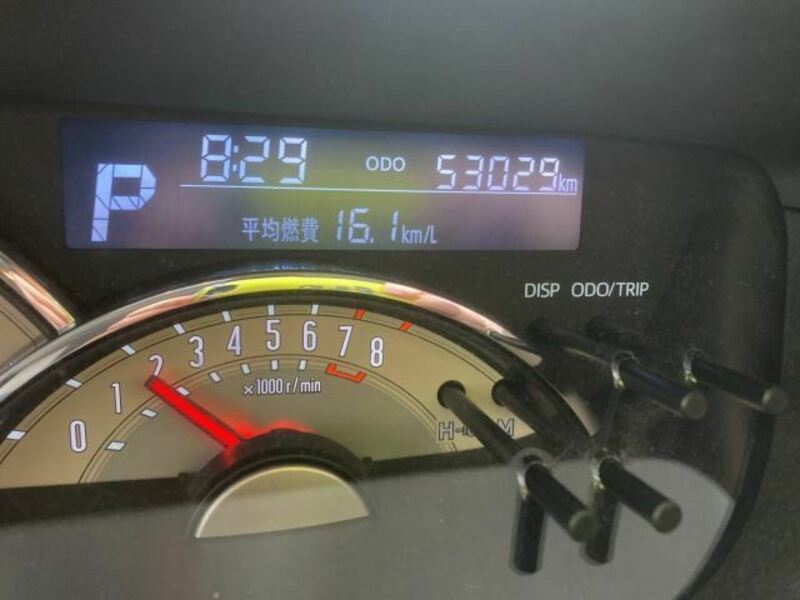 P 8:29 ODO 53029km
平均燃費 16.1km/L
DISP ODO/TRIP
0 1 2 3 4 5 6 7 8
×1000 r/min